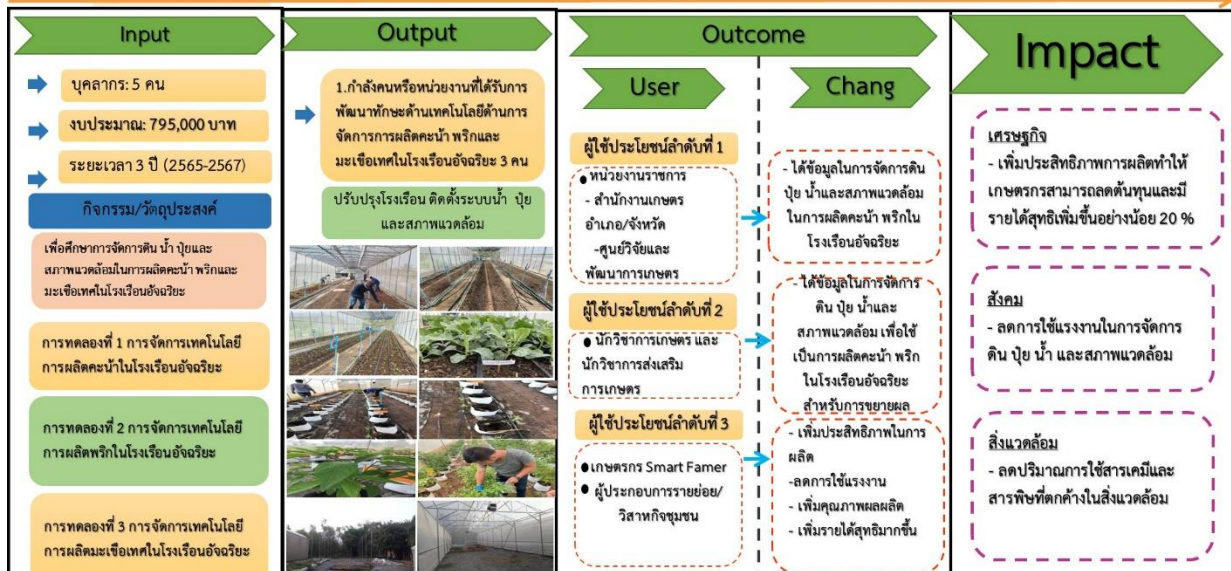 Input
บุคลากร: 5 คน
งบประมาณ: 795,000 บาท
ระยะเวลา 3 ปี (2565-2567)
กิจกรรม/วัตถุประสงค์
เพื่อศึกษาการจัดการดิน น้ำ ปุ๋ยและ
สภาพแวดล้อมในการผลิตคะน้า พริกและ
มะเขือเทศในโรงเรือนอัจฉริยะ
การทดลองที่ 1 การจัดการเทคโนโลยี
การผลิตคะน้าในโรงเรือนอัจฉริยะ
การทดลองที่ 2 การจัดการเทคโนโลยี
การผลิตพริกในโรงเรือนอัจฉริยะ
การทดลองที่ 3 การจัดการเทคโนโลยี
การผลิตมะเขือเทศในโรงเรือนอัจฉริยะ
Output
1.กำลังคนหรือหน่วยงานที่ได้รับการ
พัฒนาทักษะด้านเทคโนโลยีด้านการ
จัดการการผลิตคะน้า พริกและ
มะเขือเทศในโรงเรือนอัจฉริยะ 3 คน
ปรับปรุงโรงเรือน ติดตั้งระบบน้ำ ปุ๋ย
และสภาพแวดล้อม
Outcome
User
ผู้ใช้ประโยชน์ลำดับที่ 1
● หน่วยงานราชการ
- สำนักงานเกษตร
อำเภอ/จังหวัด
-ศูนย์วิจัยและ
พัฒนาการเกษตร
ผู้ใช้ประโยชน์ลำดับที่ 2
● นักวิชาการเกษตร และ
นักวิชาการส่งเสริม
การเกษตร
ผู้ใช้ประโยชน์ลำดับที่ 3
● เกษตรกร Smart Famer
● ผู้ประกอบการรายย่อย/
วิสาหกิจชุมชน
Chang
- ได้ข้อมูลในการจัดการดิน
ปุ๋ย น้ำและสภาพแวดล้อม
ในการผลิตคะน้า พริกใน
โรงเรือนอัจฉริยะ
- ได้ข้อมูลในการจัดการ
ดิน ปุ๋ย น้ำและ
สภาพแวดล้อม เพื่อใช้
เป็นการผลิตคะน้า พริก
ในโรงเรือนอัจฉริยะ
สำหรับการขยายผล
- เพิ่มประสิทธิภาพในการ
ผลิต
-ลดการใช้แรงงาน
- เพิ่มคุณภาพผลผลิต
- เพิ่มรายได้สุทธิมากขึ้น
Impact
เศรษฐกิจ
- เพิ่มประสิทธิภาพการผลิตทำให้
เกษตรกรสามารถลดต้นทุนและมี
รายได้สุทธิเพิ่มขึ้นอย่างน้อย 20 %
สังคม
- ลดการใช้แรงงานในการจัดการ
ดิน ปุ๋ย น้ำ และสภาพแวดล้อม
สิ่งแวดล้อม
- ลดปริมาณการใช้สารเคมีและ
สารพิษที่ตกค้างในสิ่งแวดล้อม